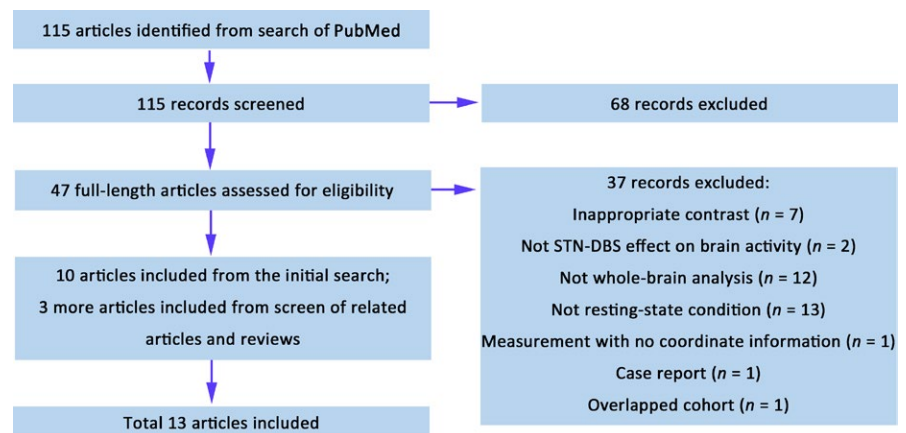 115 articles identified from search of PubMed
115 records screened
68 records excluded
47 full-length articles assessed for eligibility
37 records excluded:
Inappropriate contrast (n = 7)
Not STN-DBS effect on brain activity (n = 2)
Not whole-brain analysis (n = 12)
Not resting-state condition (n = 13)
Measurement with no coordinate information (n = 1)
Case report (n = 1)
Overlapped cohort (n = 1)
10 articles included from the initial search;
3 more articles included from screen of related
articles and reviews
Total 13 articles included